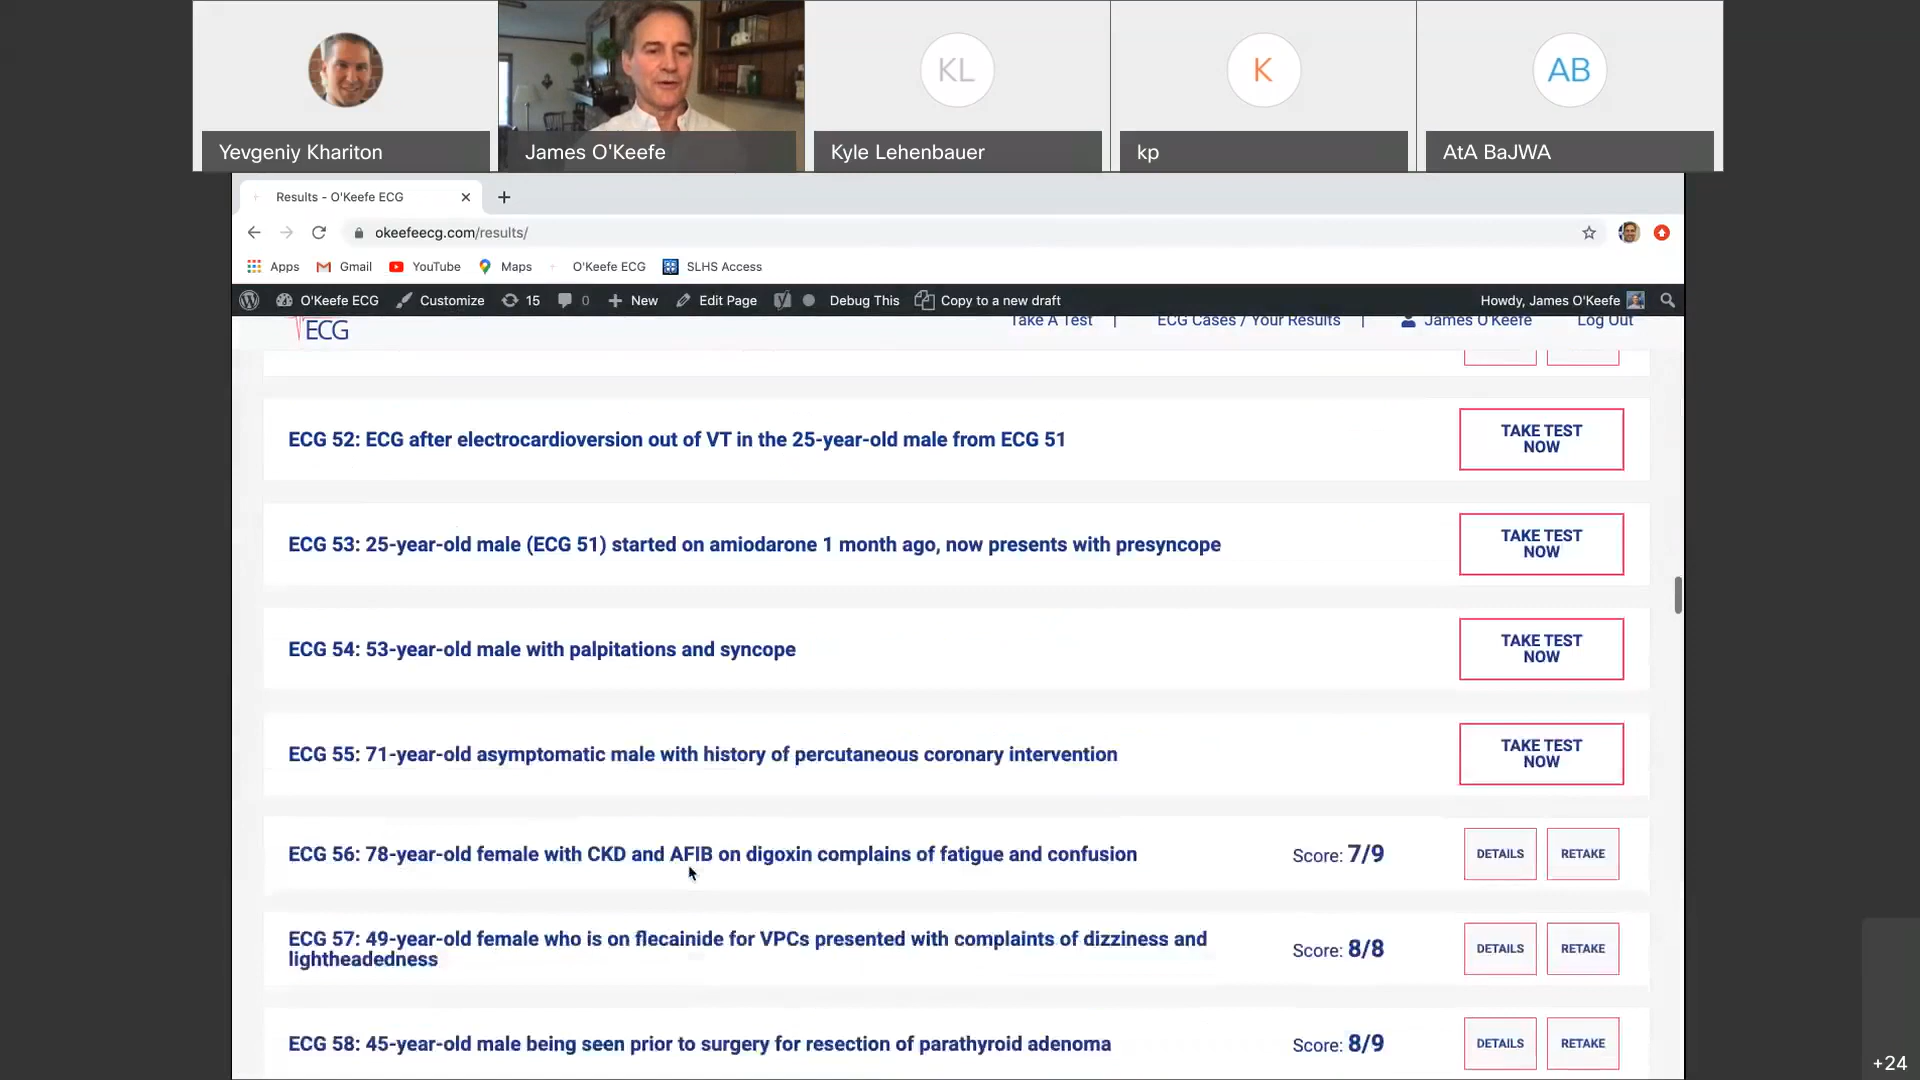 KL
K
AB
Yevgeniy Khariton
James O'Keefe
Kyle Lehenbauer
kp
AtA BaJWA
Results - O'Keefe ECG
okeefeecg.com/results/
Apps
Gmail
YouTube
Maps
O'Keefe ECG
SLHS Access
O'Keefe ECG
Customize
15
0
New
Edit Page
Debug This
Copy to a new draft
Howdy, James O'Keefe
ECG
Take A Test |
ECG Cases / Your Results |
James O'Keefe
Log Out
ECG 52: ECG after electrocardioversion out of VT in the 25-year-old male from ECG 51
TAKE TEST
NOW
ECG 53: 25-year-old male (ECG 51) started on amiodarone 1 month ago, now presents with presyncope
TAKE TEST
NOW
ECG 54: 53-year-old male with palpitations and syncope
TAKE TEST
NOW
ECG 55: 71-year-old asymptomatic male with history of percutaneous coronary intervention
TAKE TEST
NOW
ECG 56: 78-year-old female with CKD and AFIB on digoxin complains of fatigue and confusion
Score: 7/9
DETAILS
RETAKE
ECG 57: 49-year-old female who is on flecainide for VPCs presented with complaints of dizziness and
lightheadedness
Score: 8/8
DETAILS
RETAKE
ECG 58: 45-year-old male being seen prior to surgery for resection of parathyroid adenoma
Score: 8/9
DETAILS
RETAKE
+24